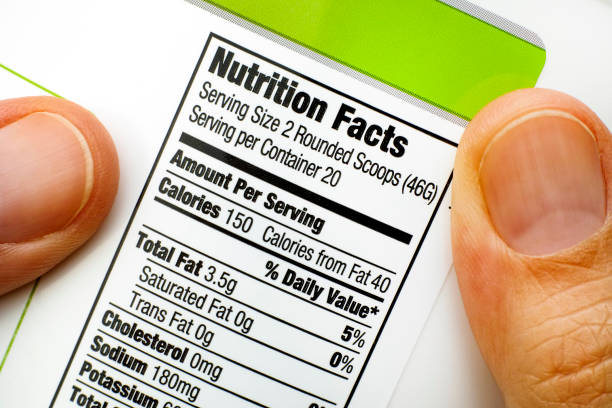 Nutrition Facts
Serving Size 2 Rounded Scoops (46G)
Serving per Container 20
Amount Per Serving
Calories 150 Calories from Fat 40
% Daily Value*
Total Fat 3.5g 5%
Saturated Fat 0g 0%
Trans Fat 0g
Cholesterol 0mg
Sodium 180mg
Potassium